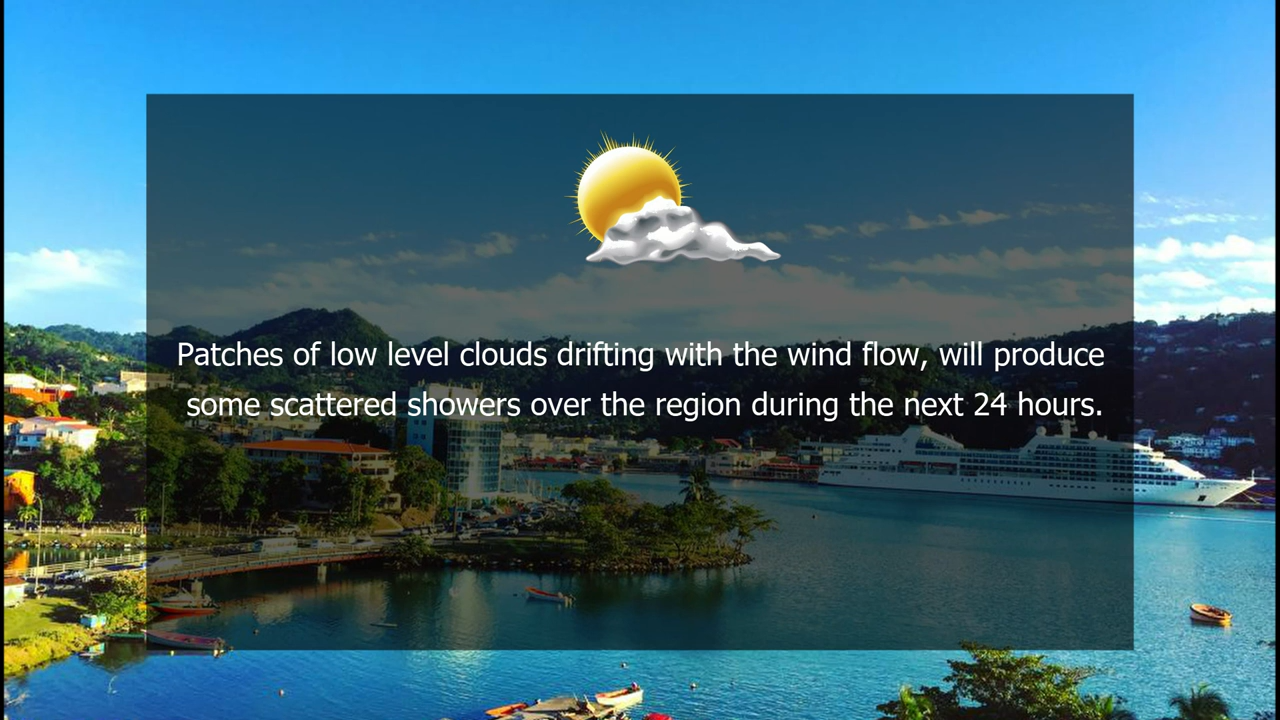 Patches of low level clouds drifting with the wind flow, will produce
some scattered showers over the region during the next 24 hours.